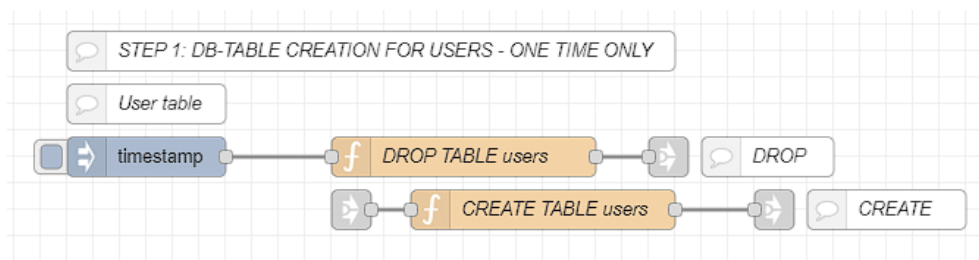 STEP 1: DB-TABLE CREATION FOR USERS - ONE TIME ONLY
User table
timestamp
DROP TABLE users
DROP
CREATE TABLE users
CREATE